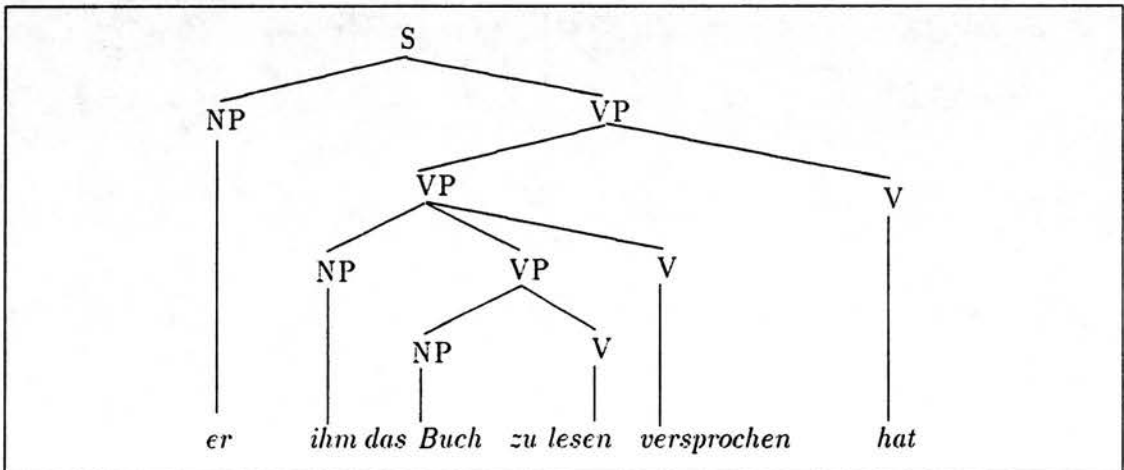 S
NP VP
VP V
NP VP V
NP V
er ihm das Buch zu lesen versprochen hat